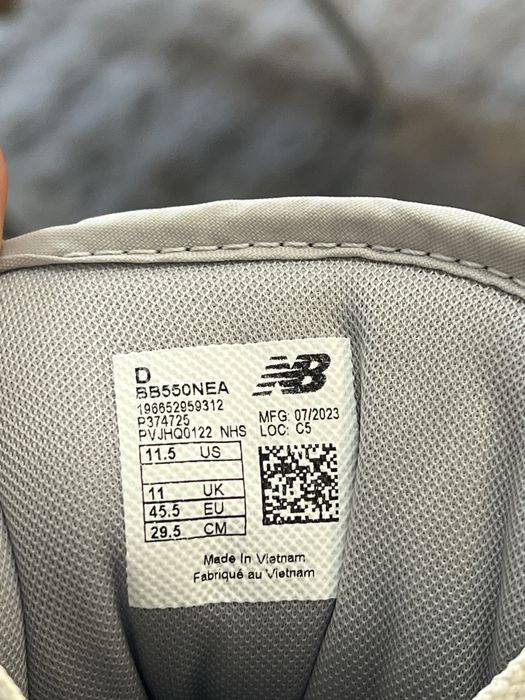 D
BB550NEA
196652959312
P374725
PVJHQ0122 NHS
NB
MFG: 07/2023
LOC: C5
11.5 US
11 UK
45.5 EU
29.5 CM
Made In Vietnam
Fabriqué au Vietnam